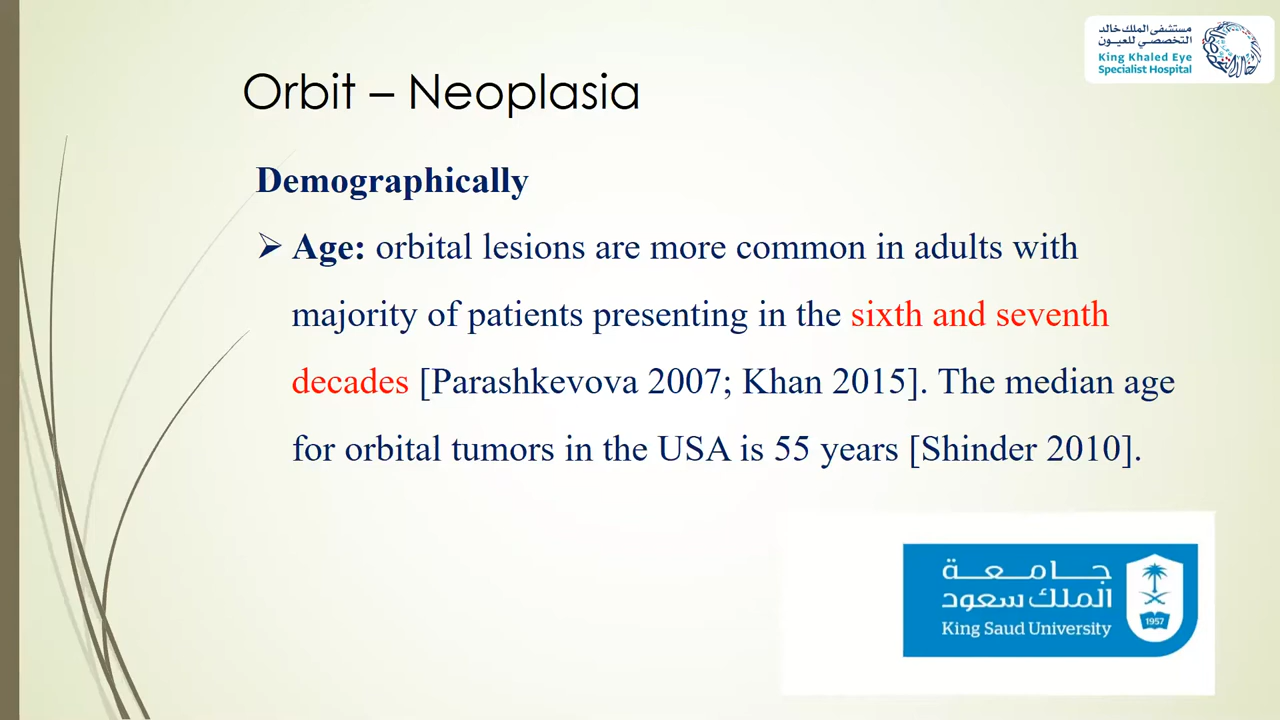 مستشفى الملك خالد
التخصصي للعيون
King Khaled Eye
Specialist Hospital
Orbit – Neoplasia
Demographically
➢ Age: orbital lesions are more common in adults with
majority of patients presenting in the sixth and seventh
decades [Parashkevova 2007; Khan 2015]. The median age
for orbital tumors in the USA is 55 years [Shinder 2010].
جامعة
الملك سعود
King Saud University
1957